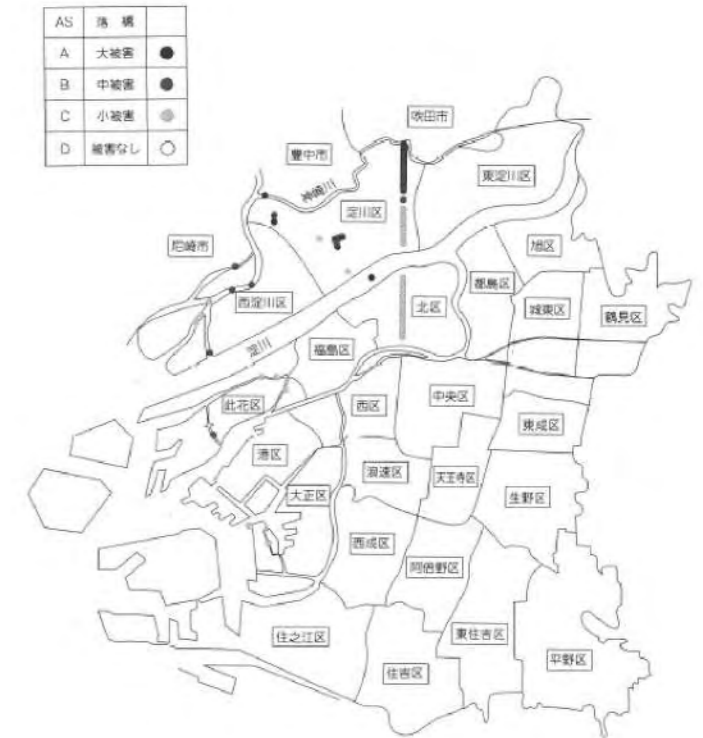 AS 落橋
A 大被害
B 中被害
C 小被害
D 被害なし
吹田市
豊中市
東淀川区
神崎川
淀川区
尼崎市
旭区
都島区
西淀川区
北区
城東区
鶴見区
淀川
福島区
此花区
西区
中央区
東成区
港区
浪速区
天王寺区
大正区
生野区
西成区
阿倍野区
住之江区
東住吉区
住吉区
平野区